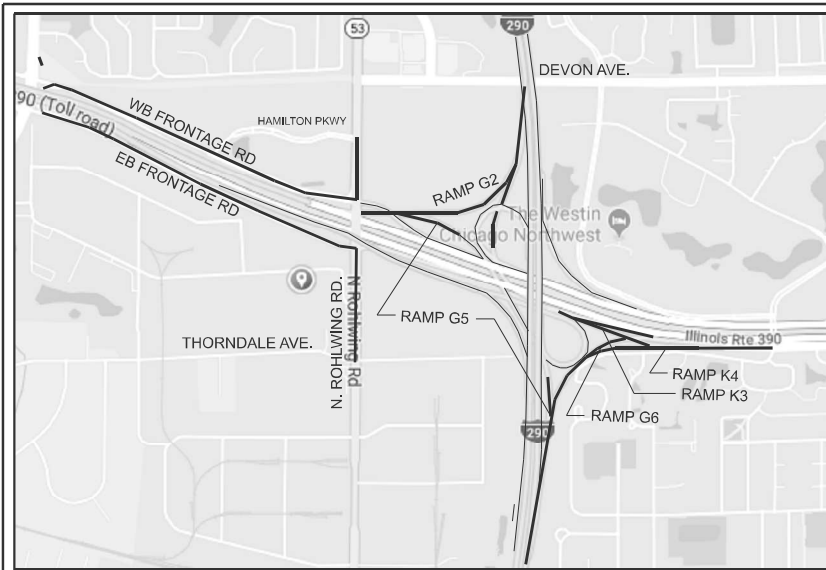 53
290
DEVON AVE.
90 (Toll road)
WB FRONTAGE RD
HAMILTON PKWY
EB FRONTAGE RD
RAMP G2
The Westin
Chicago Northwest
N. ROHLWING RD.
N Rohlwing Rd
RAMP G5
THORNDALE AVE.
Illinois Rte 390
RAMP K4
RAMP K3
RAMP G6
290